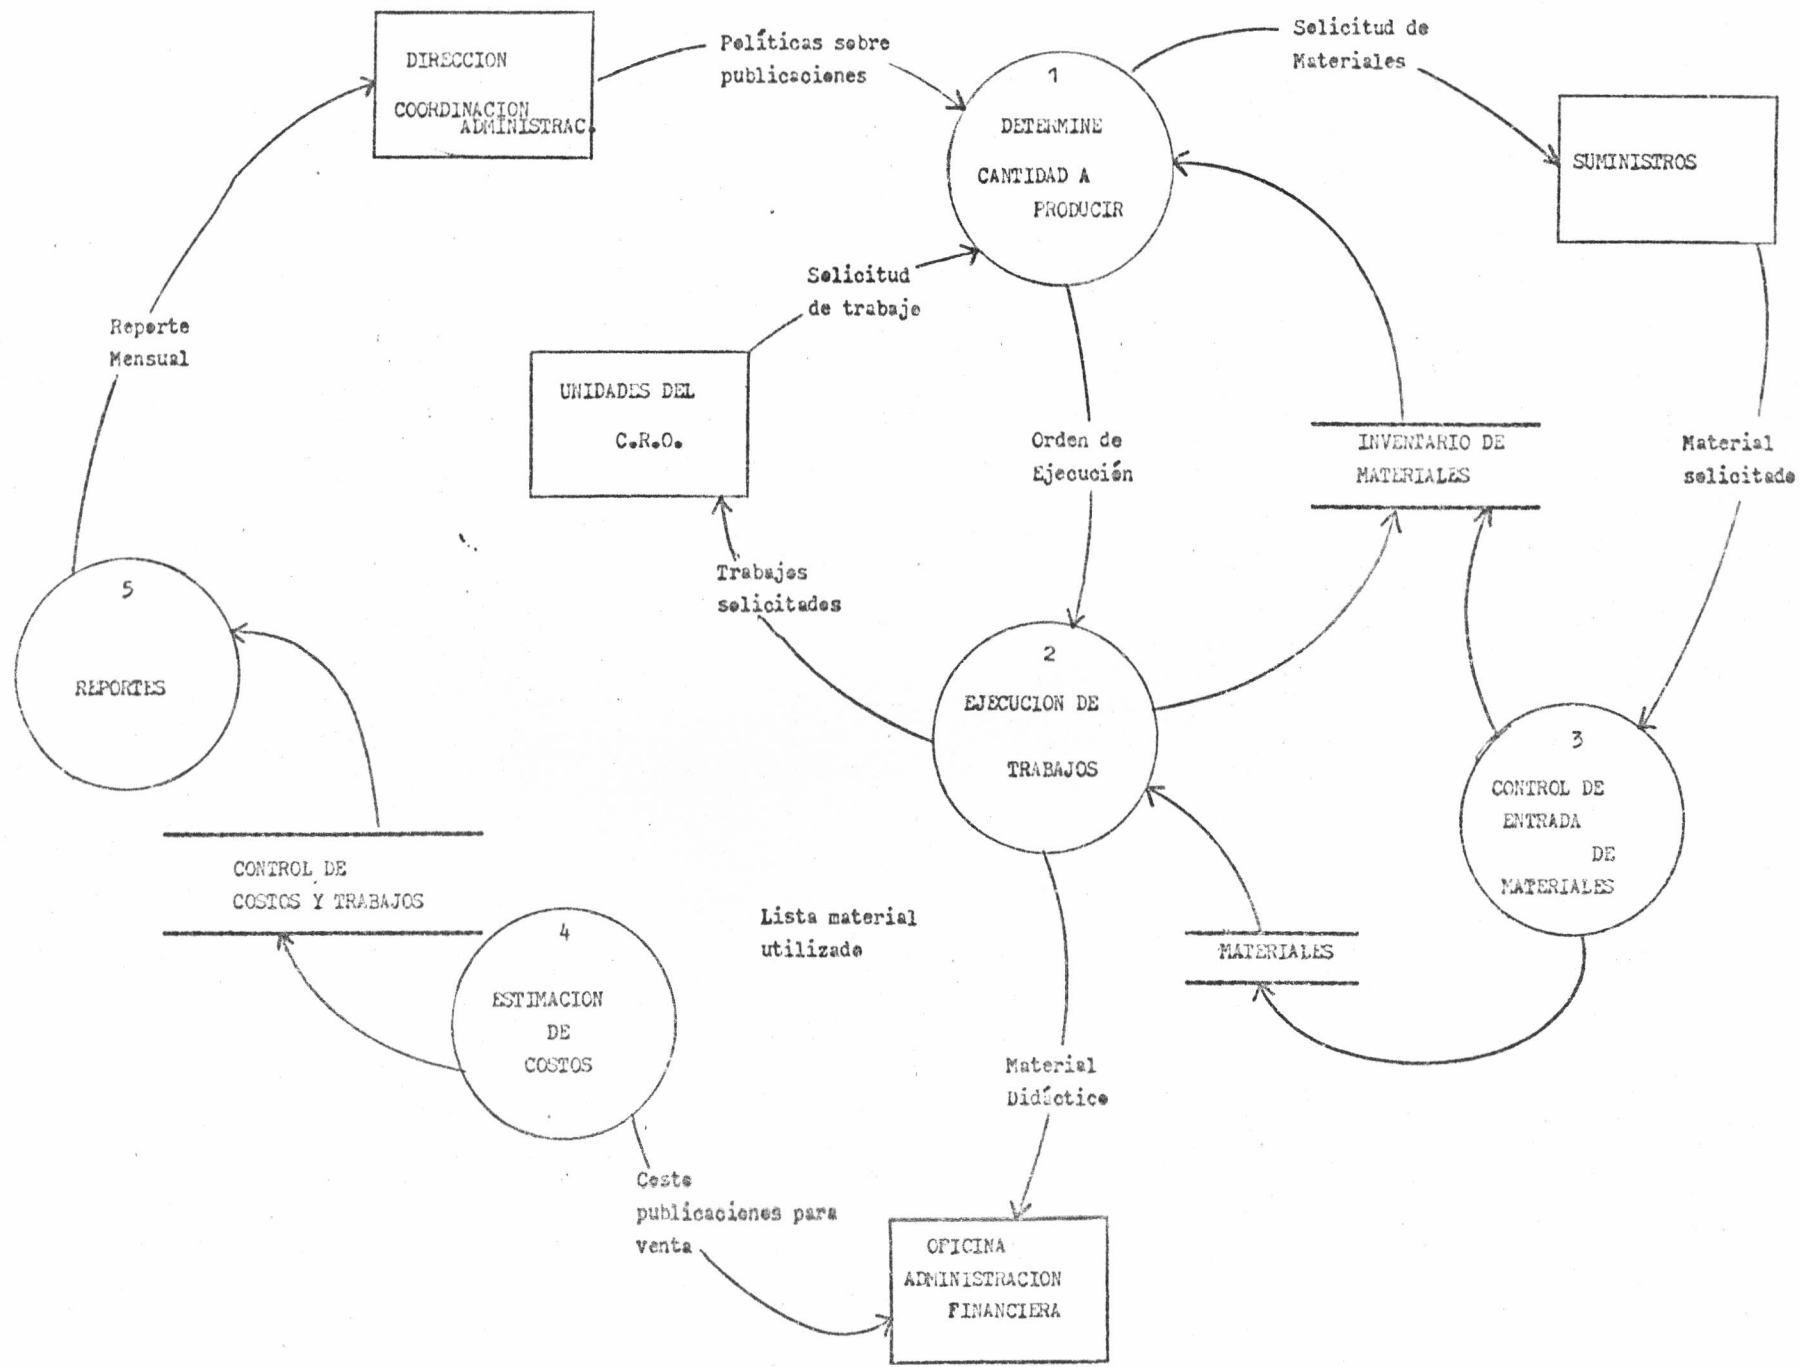 DIRECCION
COORDINACION
ADMINISTRAC.
Políticas sobre
publicaciones
1
DETERMINE
CANTIDAD A
PRODUCIR
Solicitud de
Materiales
SUMINISTROS
Solicitud
de trabajo
Reporte
Mensual
UNIDADES DEL
C.R.O.
Orden de
Ejecución
INVENTARIO DE
MATERIALES
Material
solicitado
Trabajos
solicitados
5
REPORTES
2
EJECUCION DE
TRABAJOS
3
CONTROL DE
ENTRADA
DE
MATERIALES
CONTROL DE
COSTOS Y TRABAJOS
Lista material
utilizado
MATERIALES
4
ESTIMACION
DE
COSTOS
Material
Didáctico
Costo
publicaciones para
venta
OFICINA
ADMINISTRACION
FINANCIERA